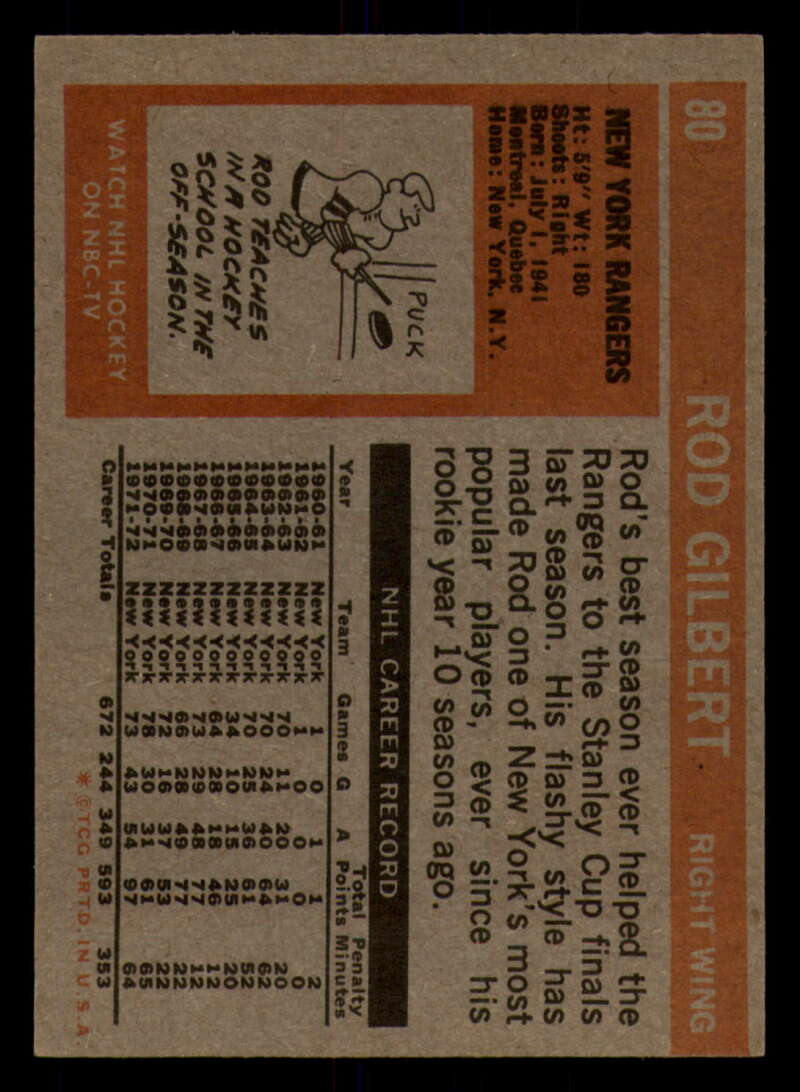 80 ROD GILBERT RIGHT WING
NEW YORK RANGERS
Ht: 5'9" Wt: 180
Shoots: Right
Born: July 1, 1941
Montreal, Quebec
Home: New York, N.Y.
PUCK
ROD TEACHES
IN A HOCKEY
SCHOOL IN THE
OFF-SEASON.
WATCH NHL HOCKEY
ON NBC-TV
Rod's best season ever helped the
Rangers to the Stanley Cup finals
last season. His flashy style has
made Rod one of New York's most
popular players, ever since his
rookie year 10 seasons ago.
NHL CAREER RECORD
Year Team Games G A Total Points Penalty Minutes
1960-61 New York 1 0 1 1 2
1961-62 New York 1 0 0 0 0
1962-63 New York 70 11 20 31 20
1963-64 New York 70 24 40 64 62
1964-65 New York 70 25 36 61 52
1965-66 New York 34 10 15 25 20
1966-67 New York 64 28 18 46 12
1967-68 New York 73 29 48 77 12
1968-69 New York 66 28 49 77 22
1969-70 New York 72 16 37 53 22
1970-71 New York 78 30 31 61 65
1971-72 New York 73 43 54 97 64
Career Totals 672 244 349 593 353
* © TCG PRTD. IN U.S.A.